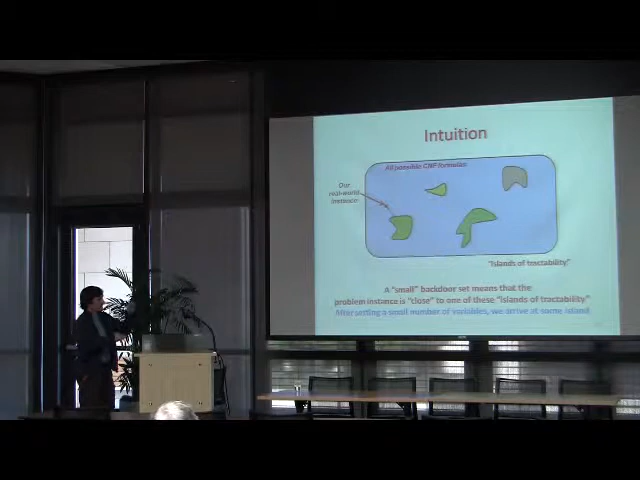 Intuition
All possible CNF formulas
Our
real-world
instance
"Islands of tractability"
A "small" backdoor set means that the
problem instance is "close" to one of these "islands of tractability"
After setting a small number of variables, we arrive at some island